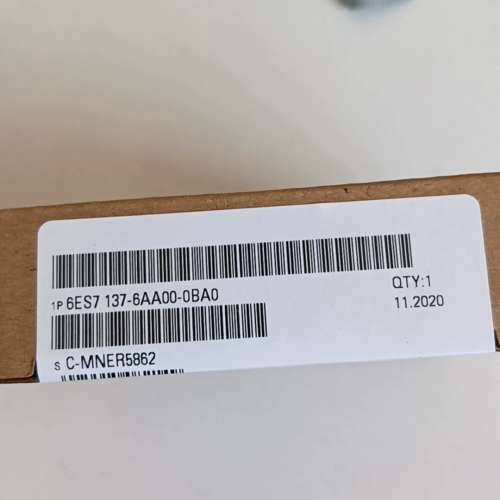 1P 6ES7 137-6AA00-0BA0
QTY:1
11.2020
S C-MNER5862